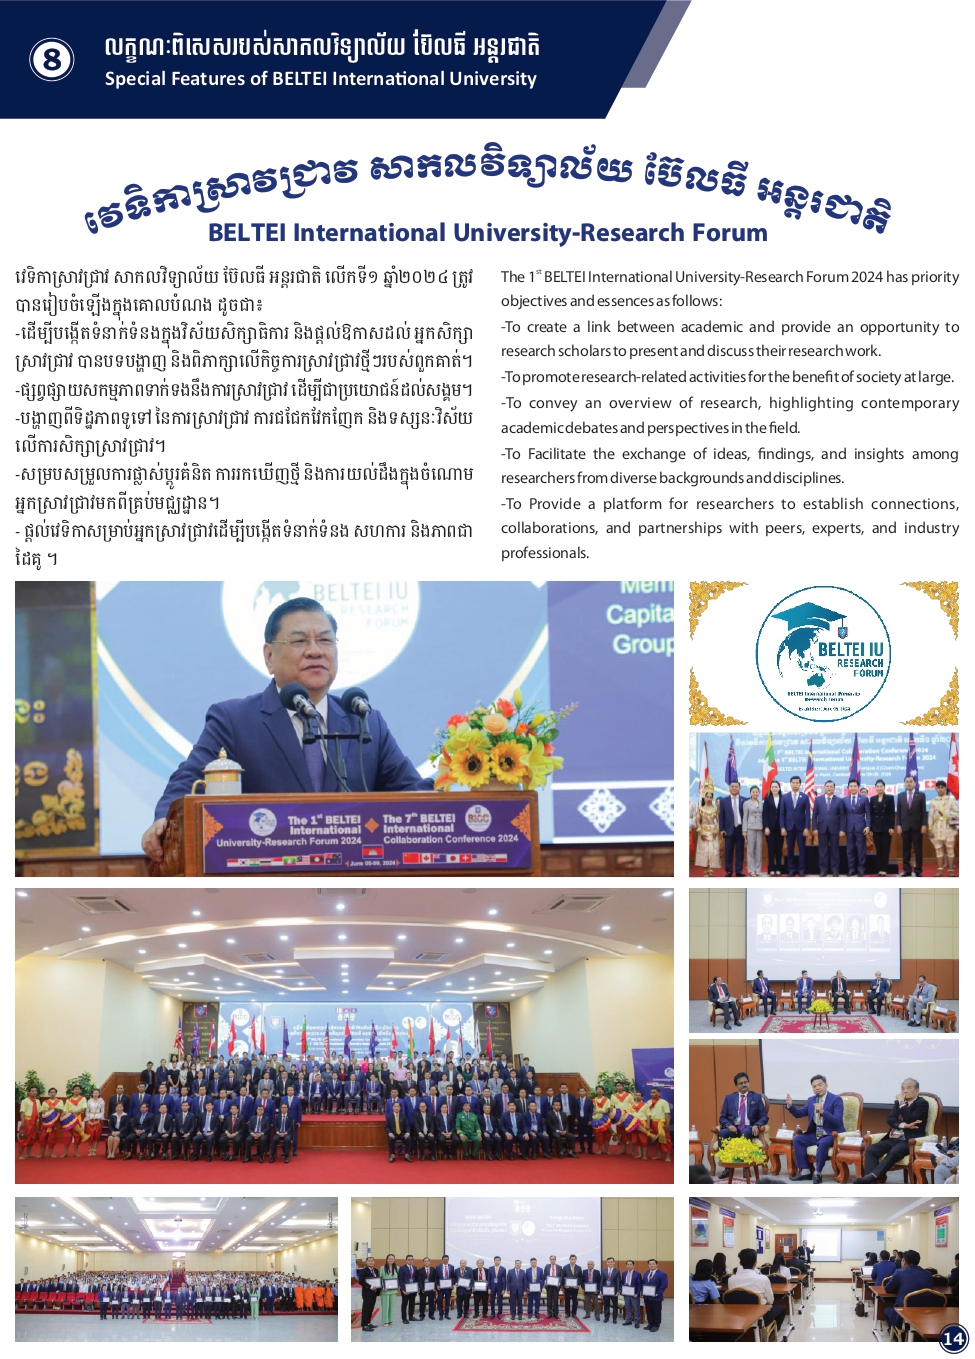 8
លក្ខណៈពិសេសរបស់សាកលវិទ្យាល័យ ប៊ែលធី អន្តរជាតិ
Special Features of BELTEI International University
វេទិកាស្រាវជ្រាវ សាកលវិទ្យាល័យ ប៊ែលធី អន្តរជាតិ
BELTEI International University-Research Forum
វេទិកាស្រាវជ្រាវ សាកលវិទ្យាល័យ ប៊ែលធី អន្តរជាតិ លើកទី១ ឆ្នាំ២០២៤ ត្រូវ
បានរៀបចំឡើងក្នុងគោលបំណង ដូចជា៖
-ដើម្បីបង្កើតទំនាក់ទំនងក្នុងវិស័យសិក្សាធិការ និងផ្តល់ឱកាសដល់ អ្នកសិក្សា
ស្រាវជ្រាវ បានបទបង្ហាញ និងពិភាក្សាលើកិច្ចការស្រាវជ្រាវថ្មីៗរបស់ពួកគាត់។
-ផ្សព្វផ្សាយសកម្មភាពទាក់ទងនឹងការស្រាវជ្រាវ ដើម្បីជាប្រយោជន៍ដល់សង្គម។
-បង្ហាញពីទិដ្ឋភាពទូទៅ នៃការស្រាវជ្រាវ ការជជែកវែកញែក និងទស្សនៈវិស័យ
លើការសិក្សាស្រាវជ្រាវ។
-សម្របសម្រួលការផ្លាស់ប្តូរគំនិត ការរកឃើញថ្មី និងការយល់ដឹងក្នុងចំណោម
អ្នកស្រាវជ្រាវមកពីគ្រប់មជ្ឈដ្ឋាន។
- ផ្តល់វេទិកាសម្រាប់អ្នកស្រាវជ្រាវដើម្បីបង្កើតទំនាក់ទំនង សហការ និងភាពជា
ដៃគូ ។
The 1st BELTEI International University-Research Forum 2024 has priority
objectives and essences as follows:
-To create a link between academic and provide an opportunity to
research scholars to present and discuss their research work.
-To promote research-related activities for the benefit of society at large.
-To convey an overview of research, highlighting contemporary
academic debates and perspectives in the field.
-To Facilitate the exchange of ideas, findings, and insights among
researchers from diverse backgrounds and disciplines.
-To Provide a platform for researchers to establish connections,
collaborations, and partnerships with peers, experts, and industry
professionals.
BELTEI IU
RESEARCH
FORUM
Capita
Group
The 1st BELTEI
International
University-Research Forum 2024
The 7th BELTEI
International
Collaboration Conference 2024
BICC
June 05-09, 2024
BELTEI IU
RESEARCH
FORUM
BELTEI International University
Research Forum
14